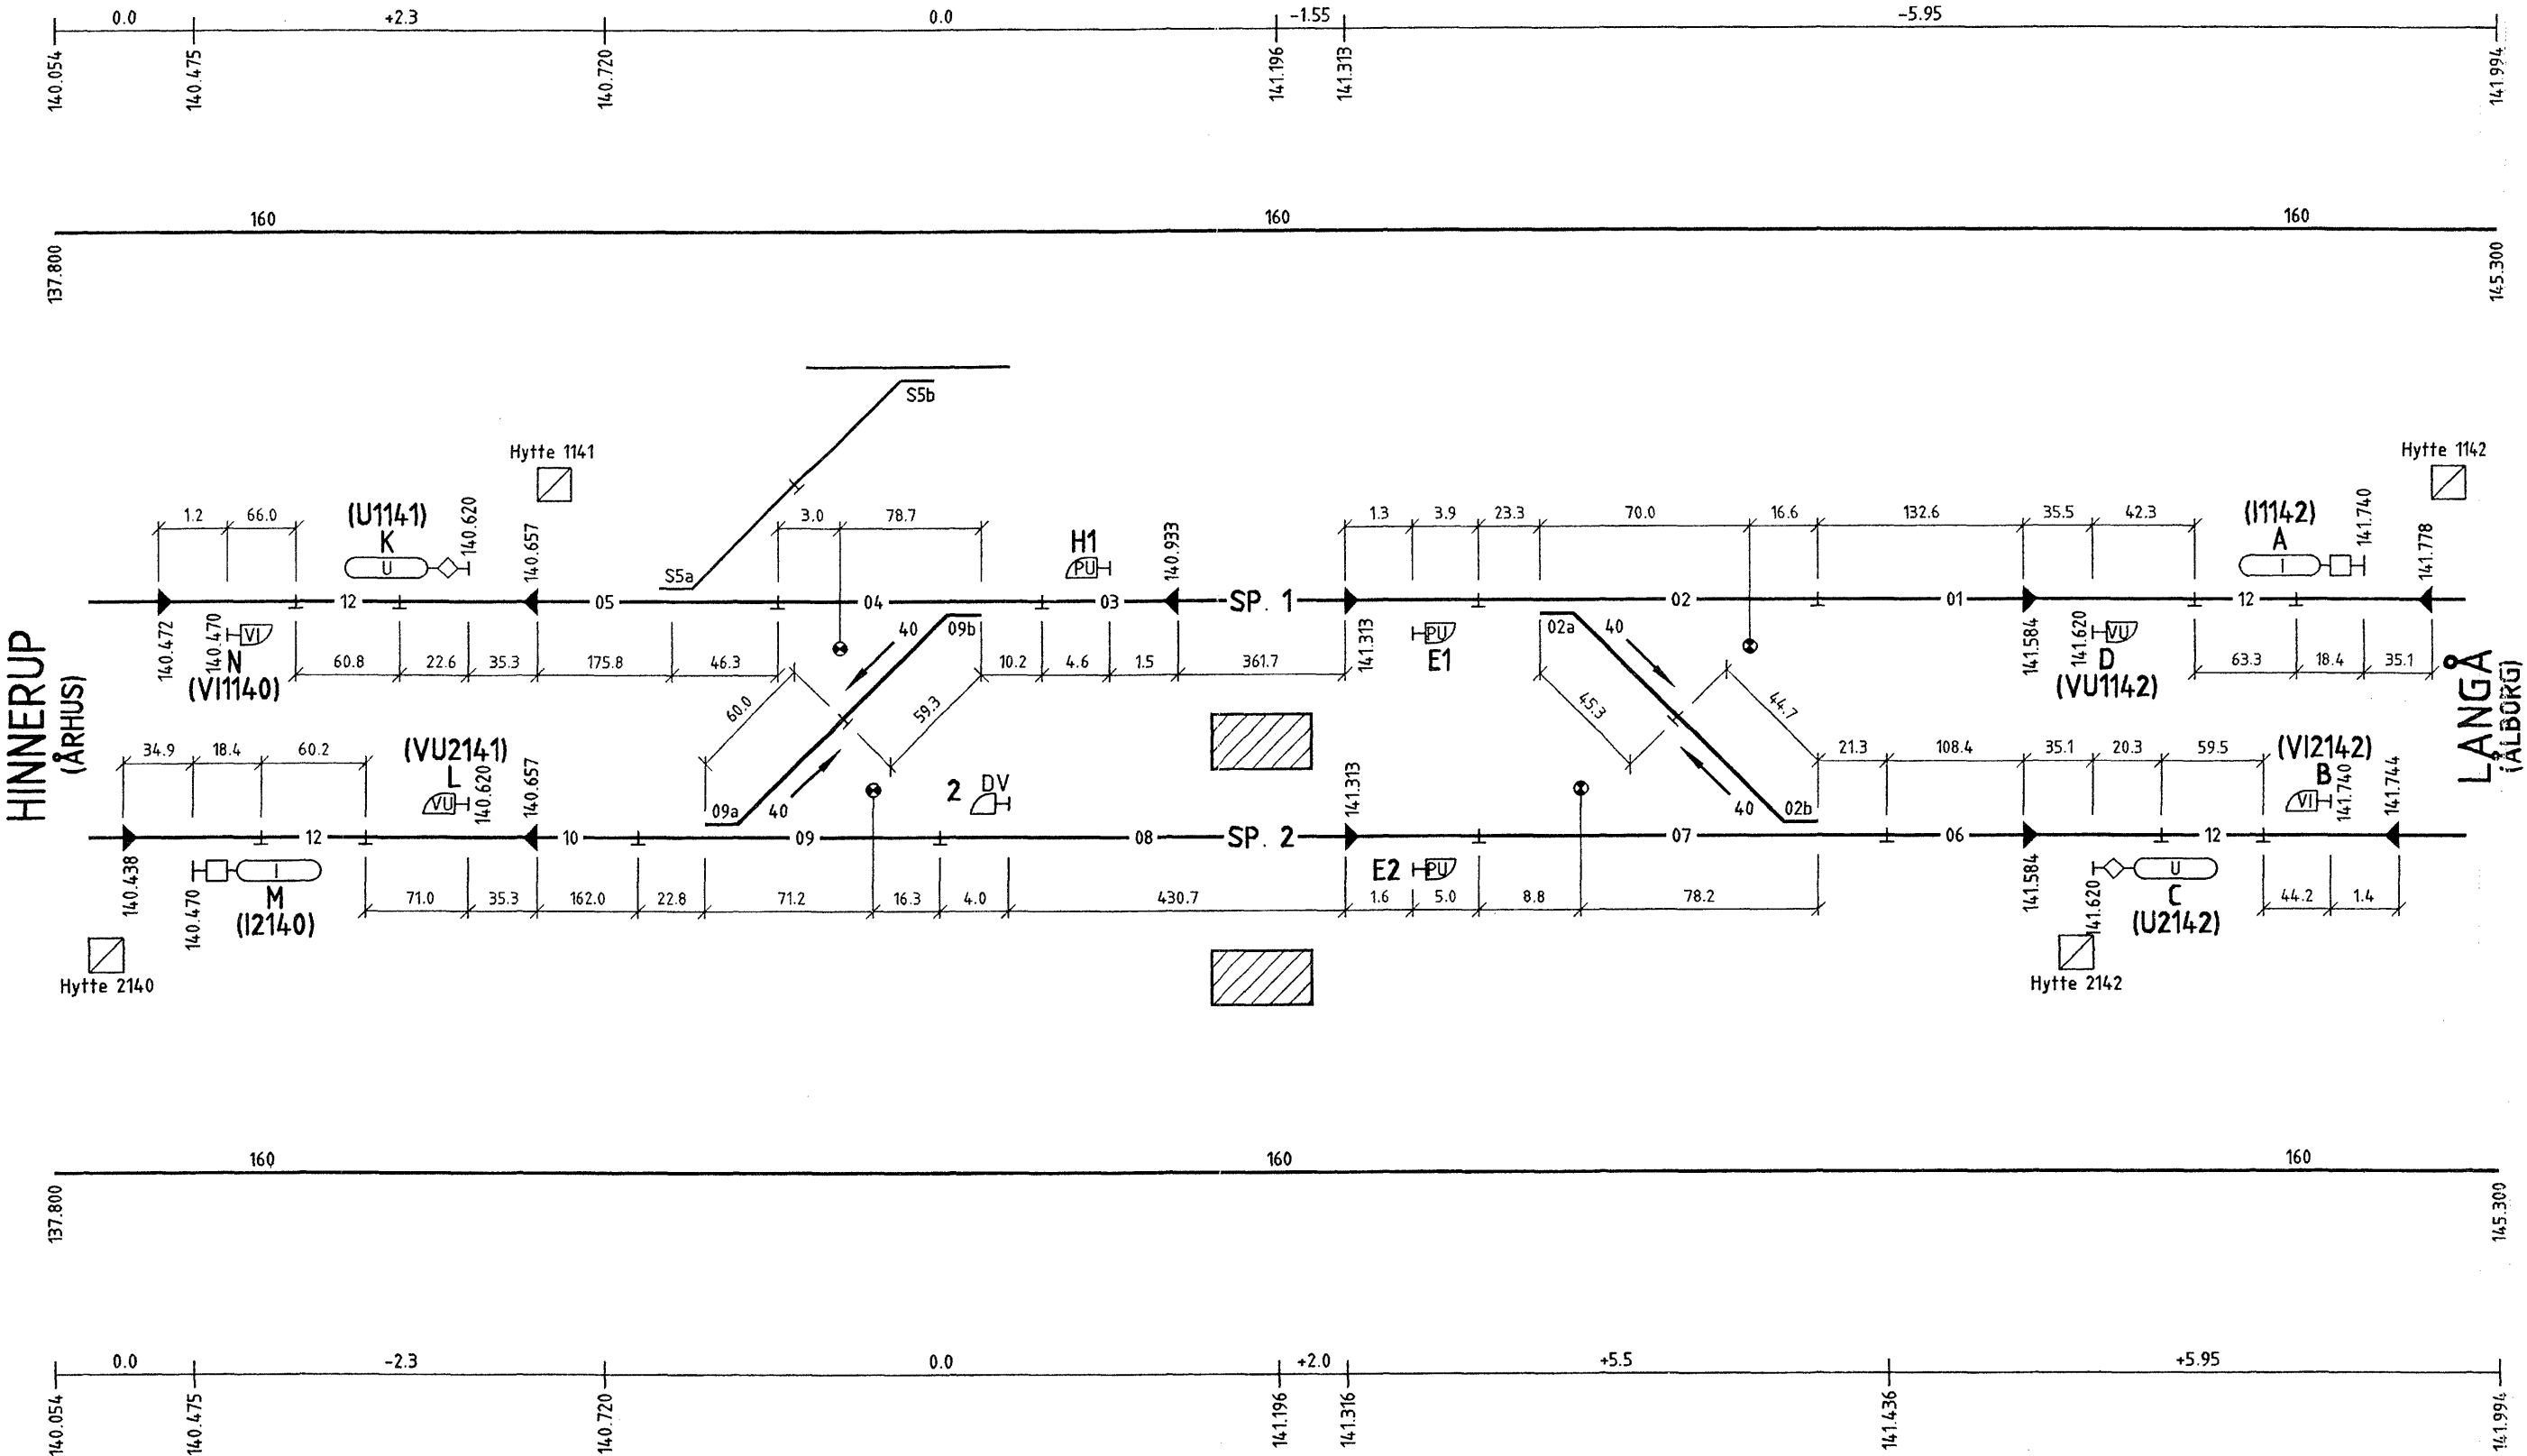 0.0 +2.3 0.0 -1.55 -5.95
140.054 140.475 140.720 141.196 141.313 141.994
160 160 160
137.800 145.300
S5b
Hytte 1141 Hytte 1142
1.2 66.0 (U1141) 140.620 140.657 3.0 78.7 H1 140.933 1.3 3.9 23.3 70.0 16.6 132.6 35.5 42.3 (I1142) 141.740 141.778
K A
U PU I
S5a
12 05 04 03 SP. 1 02 01 12
140.472 140.470 VI 40 09b 141.313 PU 02a 40 141.584 141.620 VU
N E1 D
60.8 22.6 35.3 175.8 46.3 10.2 4.6 1.5 361.7 63.3 18.4 35.1
(VI1140) (VU1142)
HINNERUP
(ÅRHUS)
LANGÅ
(ÅLBORG)
60.0 59.3 45.3 44.7
34.9 18.4 60.2 (VU2141) 21.3 108.4 35.1 20.3 59.5 (VI2142)
L 140.620 140.657 2 DV 141.313 B 141.740 141.744
VU 09a 40 40 02b VI
12 10 09 08 SP. 2 07 06 12
140.438 140.470 I E2 PU 141.584 141.620 U
M C
71.0 35.3 162.0 22.8 71.2 16.3 4.0 430.7 1.6 5.0 8.8 78.2 44.2 1.4
(I2140) (U2142)
Hytte 2140 Hytte 2142
160 160 160
137.800 145.300
0.0 -2.3 0.0 +2.0 +5.5 +5.95
140.054 140.475 140.720 141.196 141.316 141.436 141.994